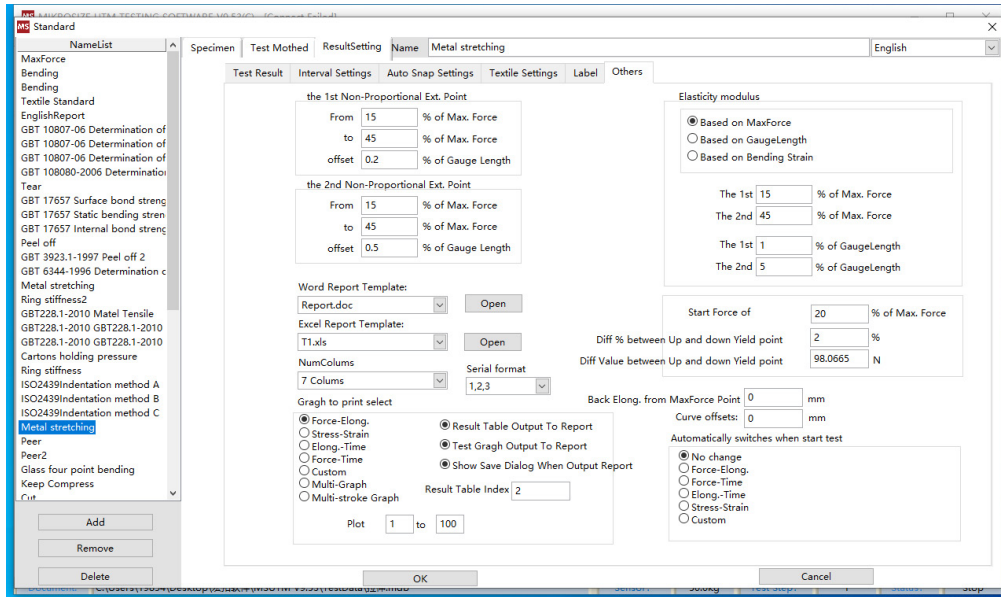 MIKROSIZE UTM TESTING SOFTWARE V9.53(C) - [Connect Failed]
MS Standard
NameList
MaxForce
Bending
Bending
Textile Standard
EnglishReport
GBT 10807-06 Determination of
GBT 10807-06 Determination of
GBT 10807-06 Determination of
GBT 108080-2006 Determination
Tear
GBT 17657 Surface bond streng
GBT 17657 Static bending stren
GBT 17657 Internal bond streng
Peel off
GBT 3923.1-1997 Peel off 2
GBT 6344-1996 Determination c
Metal stretching
Ring stiffness2
GBT228.1-2010 Matel Tensile
GBT228.1-2010 GBT228.1-2010
GBT228.1-2010 GBT228.1-2010
Cartons holding pressure
Ring stiffness
ISO2439Indentation method A
ISO2439Indentation method B
ISO2439Indentation method C
Metal stretching
Peer
Peer2
Glass four point bending
Keep Compress
Cut
Add
Remove
Delete
Specimen Test Mothed ResultSetting Name Metal stretching English
Test Result Interval Settings Auto Snap Settings Textile Settings Label Others
the 1st Non-Proportional Ext. Point
From 15 % of Max. Force
to 45 % of Max. Force
offset 0.2 % of Gauge Length
the 2nd Non-Proportional Ext. Point
From 15 % of Max. Force
to 45 % of Max. Force
offset 0.5 % of Gauge Length
Word Report Template:
Report.doc Open
Excel Report Template:
T1.xls Open
NumColums
7 Colums
Serial format
1,2,3
Gragh to print select
Force-Elong.
Stress-Strain
Elong.-Time
Force-Time
Custom
Multi-Graph
Multi-stroke Graph
Result Table Output To Report
Test Gragh Output To Report
Show Save Dialog When Output Report
Result Table Index 2
Plot 1 to 100
Elasticity modulus
Based on MaxForce
Based on GaugeLength
Based on Bending Strain
The 1st 15 % of Max. Force
The 2nd 45 % of Max. Force
The 1st 1 % of GaugeLength
The 2nd 5 % of GaugeLength
Start Force of 20 % of Max. Force
Diff % between Up and down Yield point 2 %
Diff Value between Up and down Yield point 98.0665 N
Back Elong. from MaxForce Point 0 mm
Curve offsets: 0 mm
Automatically switches when start test
No change
Force-Elong.
Force-Time
Elong.-Time
Stress-Strain
Custom
OK
Cancel